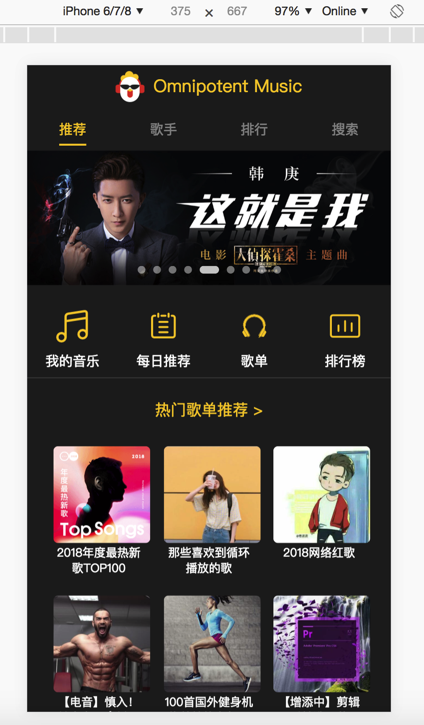 iPhone 6/7/8 ▼ 375 × 667 97% ▼ Online ▼
Omnipotent Music
推荐 歌手 排行 搜索
韩 庚
这就是我
电影 人侦探霍桑 主题曲
我的音乐 每日推荐 歌单 排行榜
热门歌单推荐 >
2018
年度最热新歌
Top Songs
2018年度最热新歌TOP100
那些喜欢到循环播放的歌
2018网络红歌
Pr
【电音】慎入！
100首国外健身机
【增添中】剪辑